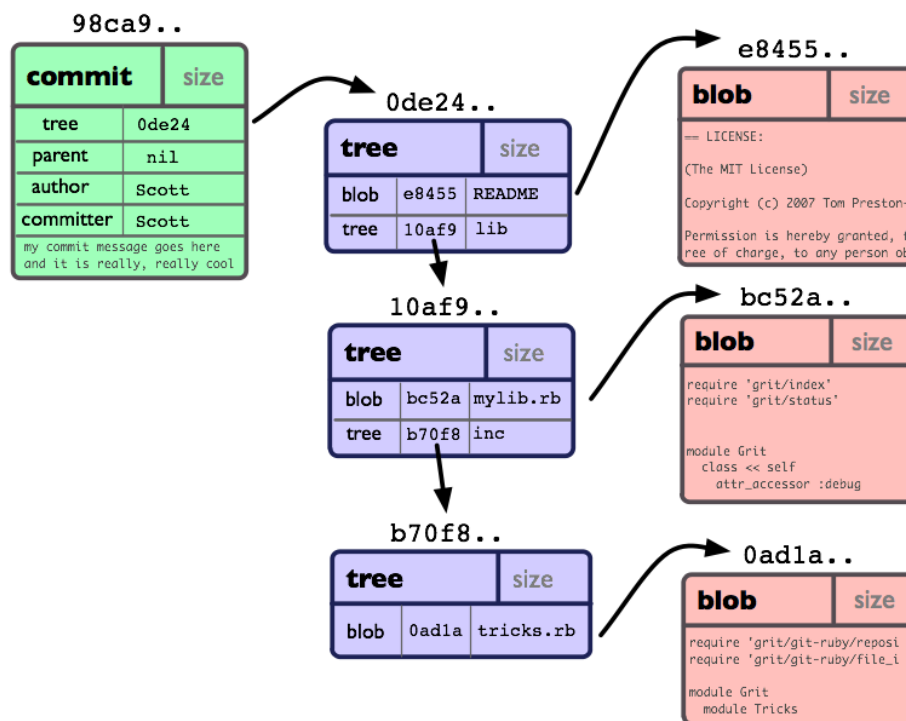 98ca9..
commit size
tree 0de24
parent nil
author Scott
committer Scott
my commit message goes here
and it is really, really cool
0de24..
tree size
blob e8455 README
tree 10af9 lib
10af9..
tree size
blob bc52a mylib.rb
tree b70f8 inc
b70f8..
tree size
blob 0ad1a tricks.rb
e8455..
blob size
== LICENSE:
(The MIT License)
Copyright (c) 2007 Tom Preston-
Permission is hereby granted, f
ree of charge, to any person ob
bc52a..
blob size
require 'grit/index'
require 'grit/status'
module Grit
class << self
attr_accessor :debug
0ad1a..
blob size
require 'grit/git-ruby/reposi
require 'grit/git-ruby/file_i
module Grit
module Tricks